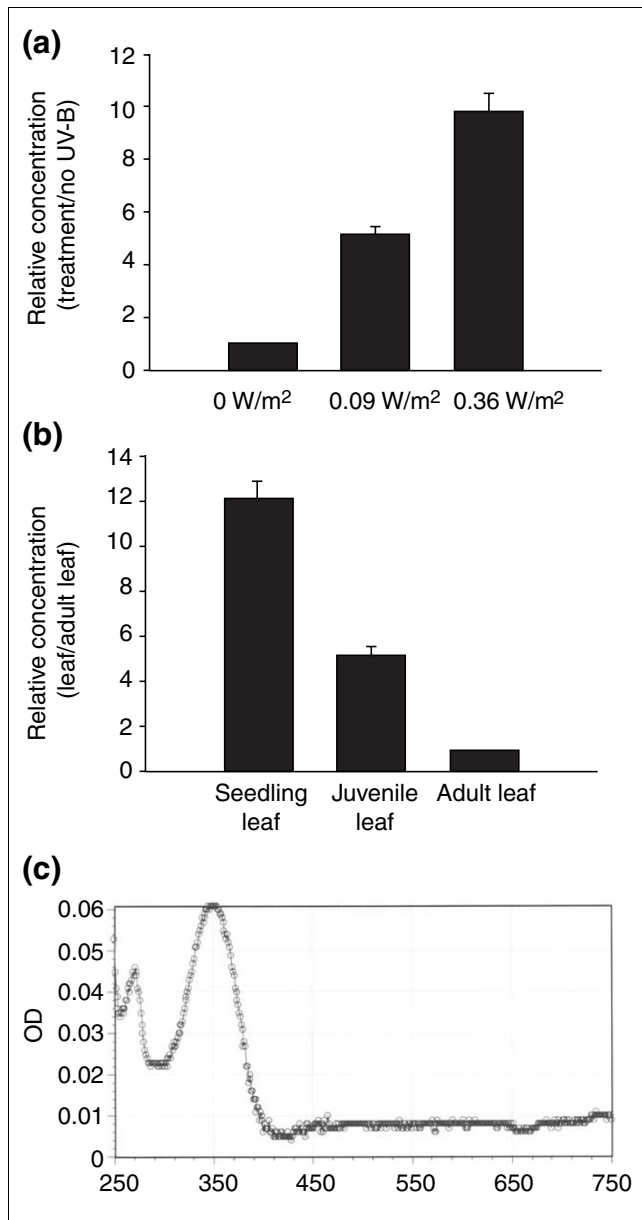 (a)
Relative concentration
(treatment/no UV-B)
12
10
8
6
4
2
0
0 W/m²
0.09 W/m²
0.36 W/m²
(b)
Relative concentration
(leaf/adult leaf)
14
12
10
8
6
4
2
0
Seedling
leaf
Juvenile
leaf
Adult leaf
(c)
OD
0.06
0.05
0.04
0.03
0.02
0.01
0
250
350
450
550
650
750